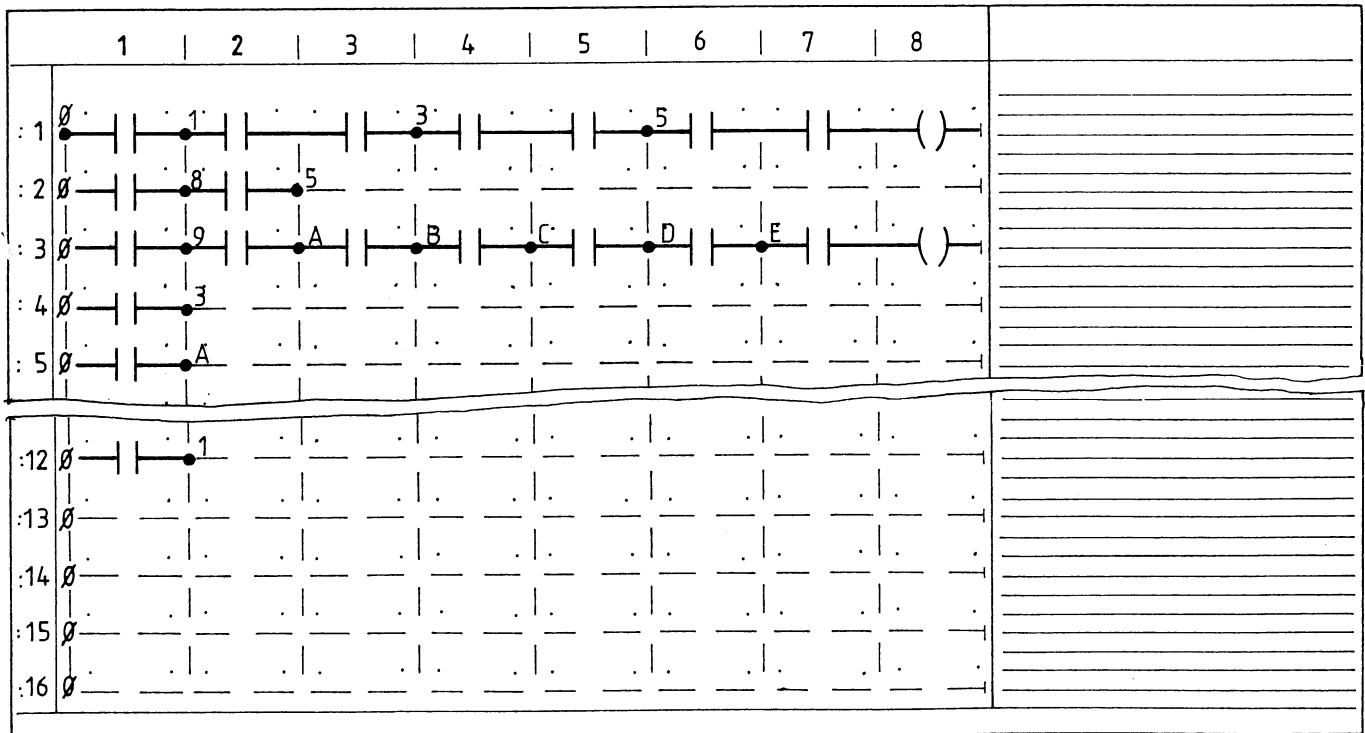 1 2 3 4 5 6 7 8
:1 Ø 1 3 5
:2 Ø 8 5
:3 Ø 9 A B C D E
:4 Ø 3
:5 Ø A
:12 Ø 1
:13 Ø
:14 Ø
:15 Ø
:16 Ø